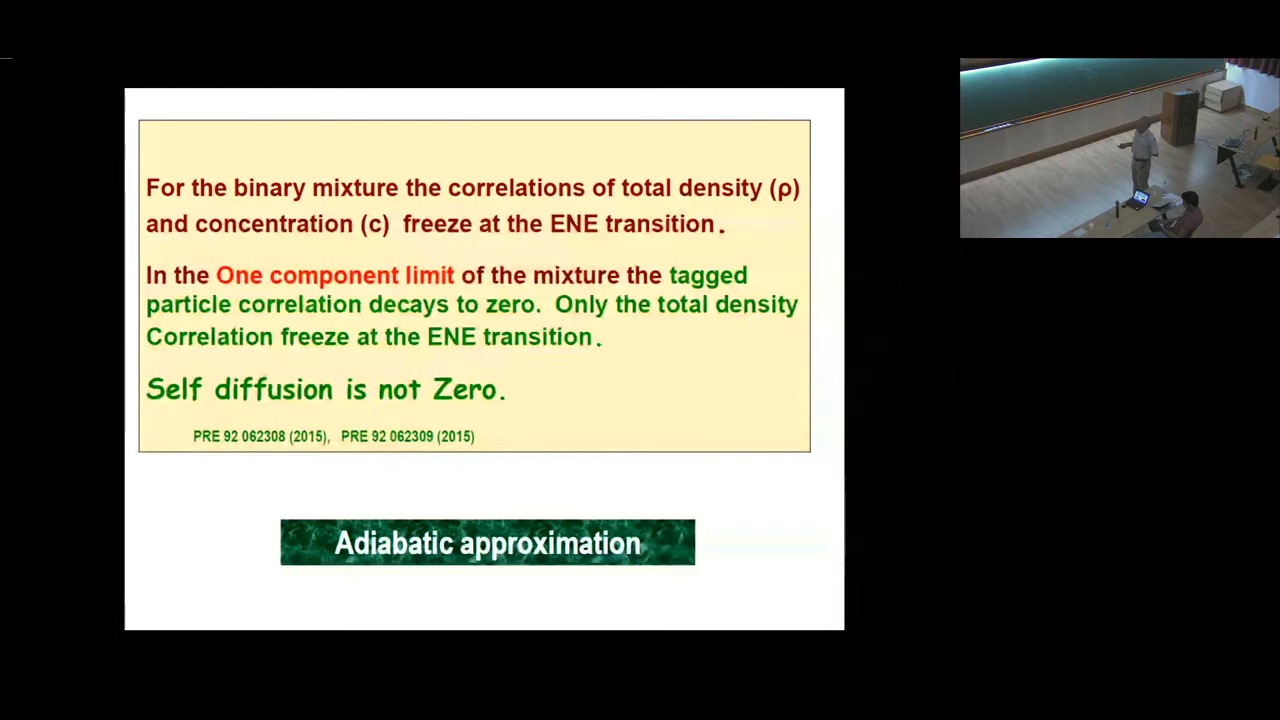 For the binary mixture the correlations of total density (ρ)
and concentration (c) freeze at the ENE transition.
In the One component limit of the mixture the tagged
particle correlation decays to zero. Only the total density
Correlation freeze at the ENE transition.
Self diffusion is not Zero.
PRE 92 062308 (2015), PRE 92 062309 (2015)
Adiabatic approximation